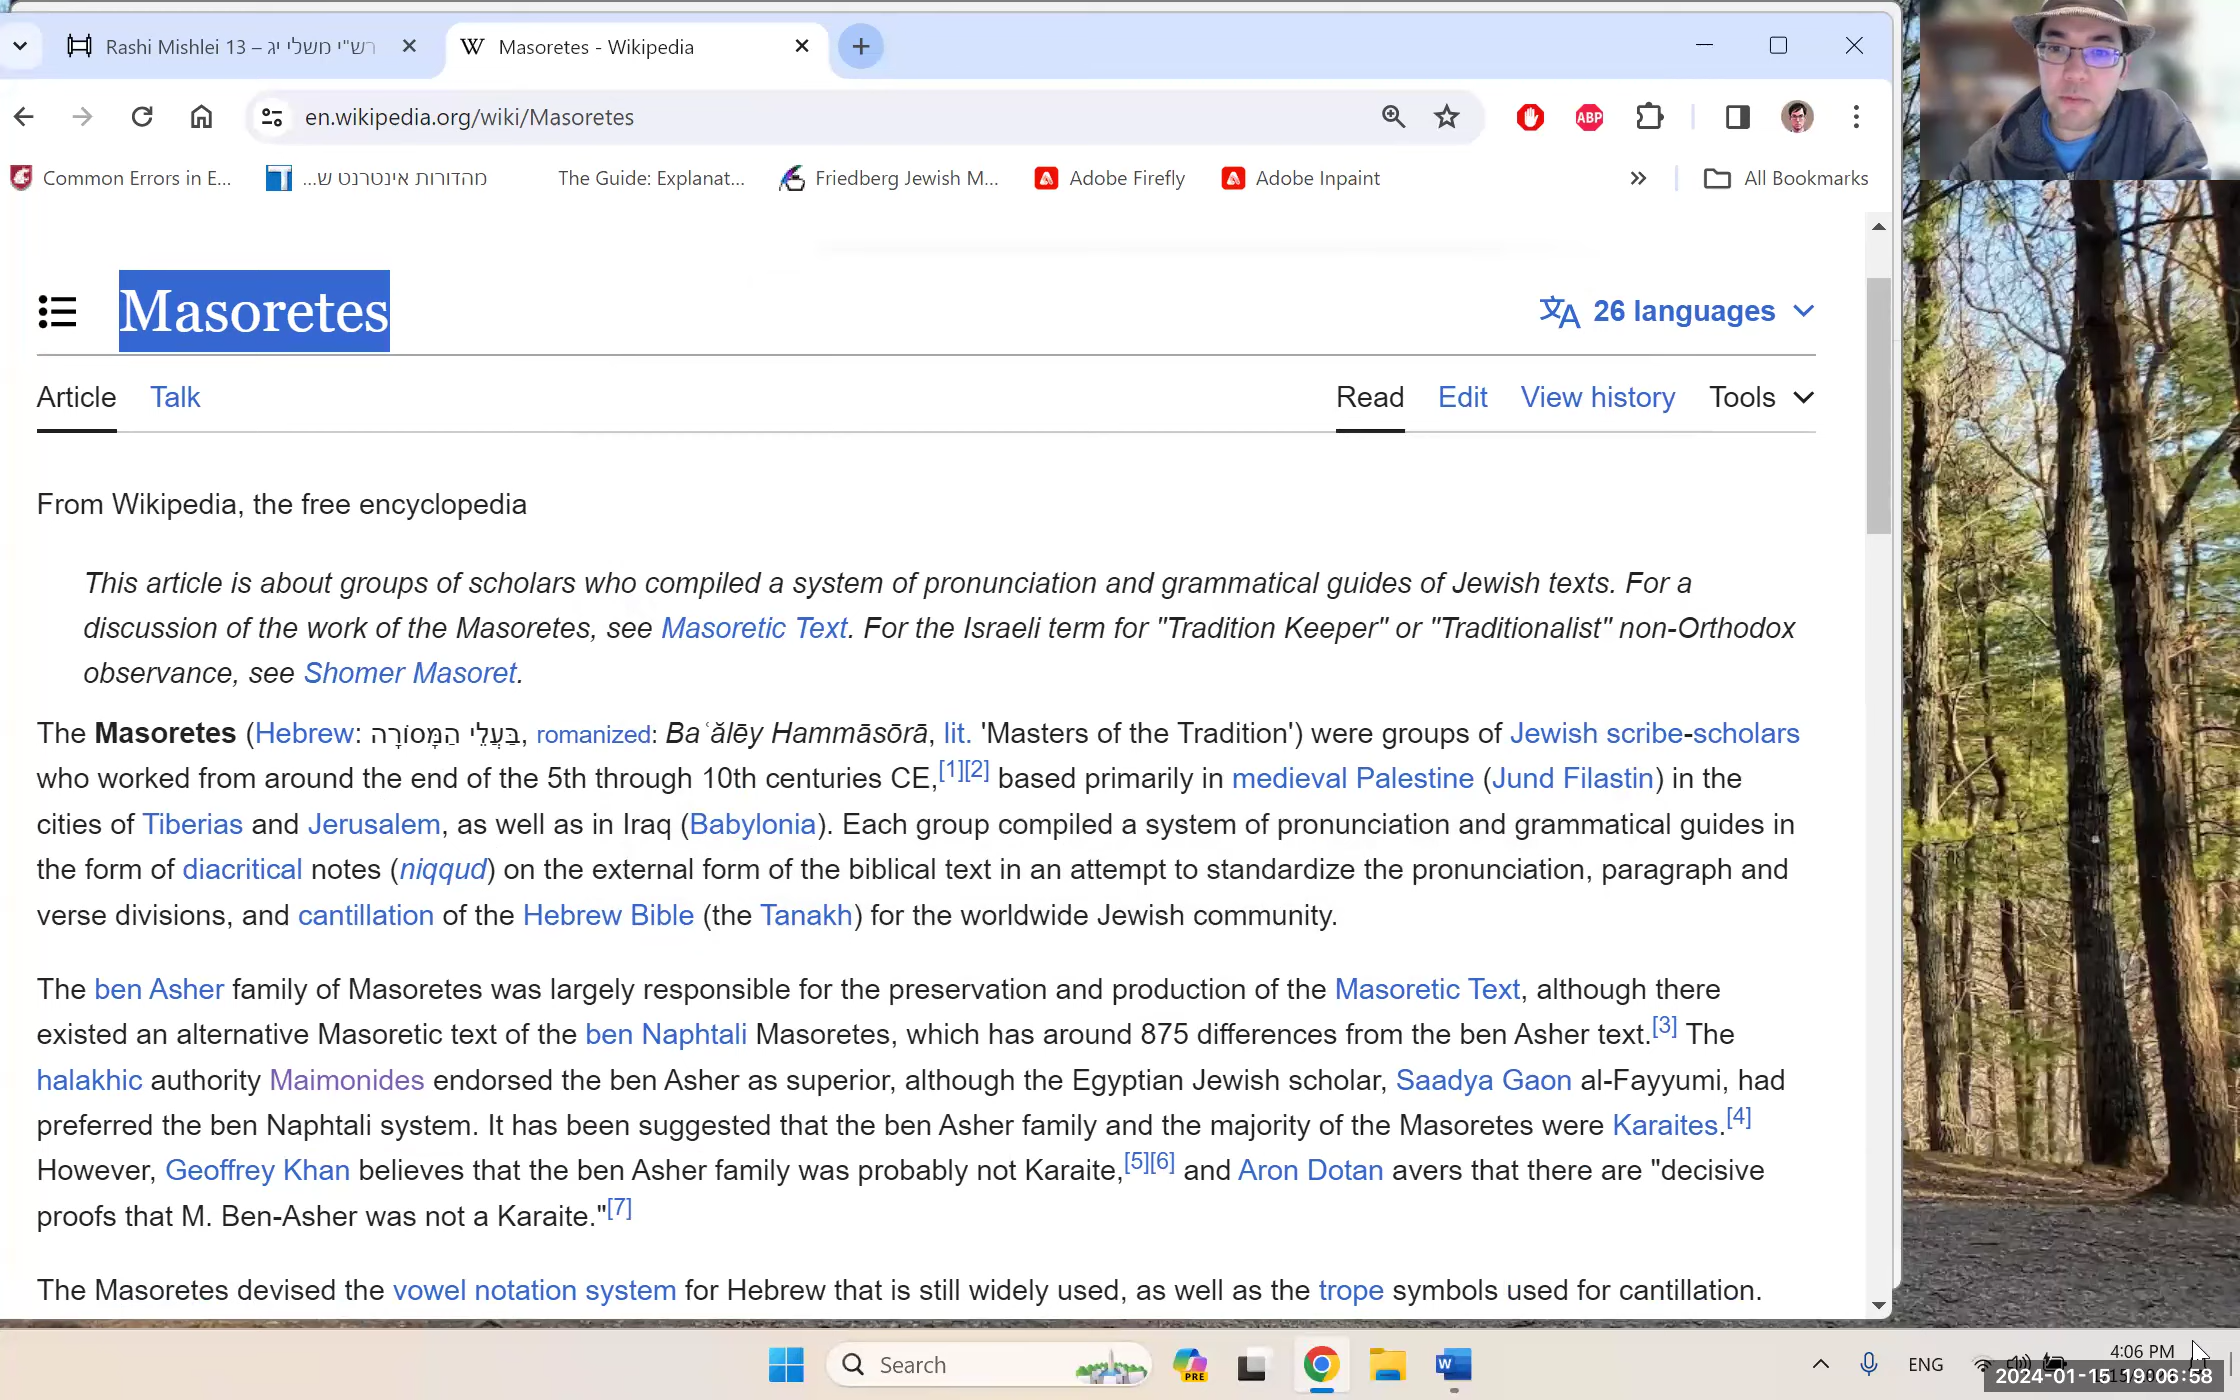 Rashi Mishlei 13 – רש"י משלי יג
Masoretes - Wikipedia
en.wikipedia.org/wiki/Masoretes
ABP
Common Errors in E...
מהדורות אינטרנט ש...
The Guide: Explanat...
Friedberg Jewish M...
Adobe Firefly
Adobe Inpaint
All Bookmarks
Masoretes
26 languages
Article Talk Read Edit View history Tools
From Wikipedia, the free encyclopedia
This article is about groups of scholars who compiled a system of pronunciation and grammatical guides of Jewish texts. For a
discussion of the work of the Masoretes, see Masoretic Text. For the Israeli term for "Tradition Keeper" or "Traditionalist" non-Orthodox
observance, see Shomer Masoret.
The Masoretes (Hebrew: בַּעֲלֵי הַמָּסוֹרָה, romanized: Baʿălēy Hammāsōrā, lit. 'Masters of the Tradition') were groups of Jewish scribe-scholars
who worked from around the end of the 5th through 10th centuries CE,[1][2] based primarily in medieval Palestine (Jund Filastin) in the
cities of Tiberias and Jerusalem, as well as in Iraq (Babylonia). Each group compiled a system of pronunciation and grammatical guides in
the form of diacritical notes (niqqud) on the external form of the biblical text in an attempt to standardize the pronunciation, paragraph and
verse divisions, and cantillation of the Hebrew Bible (the Tanakh) for the worldwide Jewish community.
The ben Asher family of Masoretes was largely responsible for the preservation and production of the Masoretic Text, although there
existed an alternative Masoretic text of the ben Naphtali Masoretes, which has around 875 differences from the ben Asher text.[3] The
halakhic authority Maimonides endorsed the ben Asher as superior, although the Egyptian Jewish scholar, Saadya Gaon al-Fayyumi, had
preferred the ben Naphtali system. It has been suggested that the ben Asher family and the majority of the Masoretes were Karaites.[4]
However, Geoffrey Khan believes that the ben Asher family was probably not Karaite,[5][6] and Aron Dotan avers that there are "decisive
proofs that M. Ben-Asher was not a Karaite."[7]
The Masoretes devised the vowel notation system for Hebrew that is still widely used, as well as the trope symbols used for cantillation.
Search
PRE
W
ENG
4:06 PM
2024-01-15 19:06:58